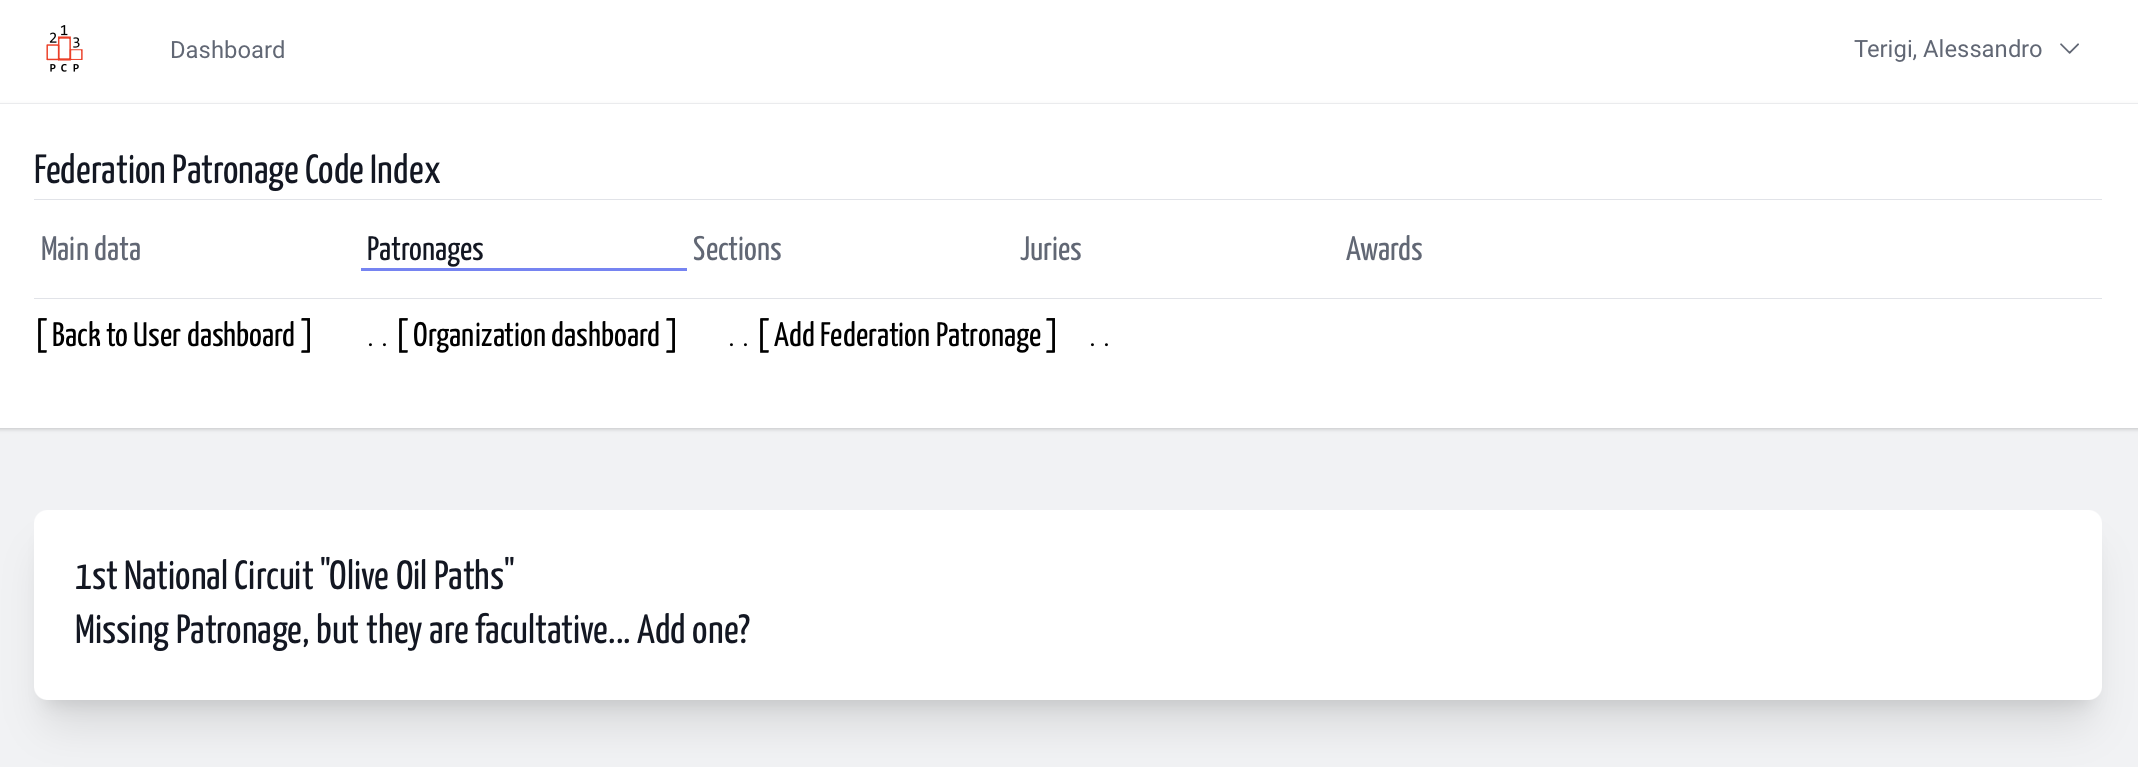 1
2 3
P C P
Dashboard
Terigi, Alessandro
Federation Patronage Code Index
Main data Patronages Sections Juries Awards
[ Back to User dashboard ] . . [ Organization dashboard ] . . [ Add Federation Patronage ] . .
1st National Circuit "Olive Oil Paths"
Missing Patronage, but they are facultative... Add one?